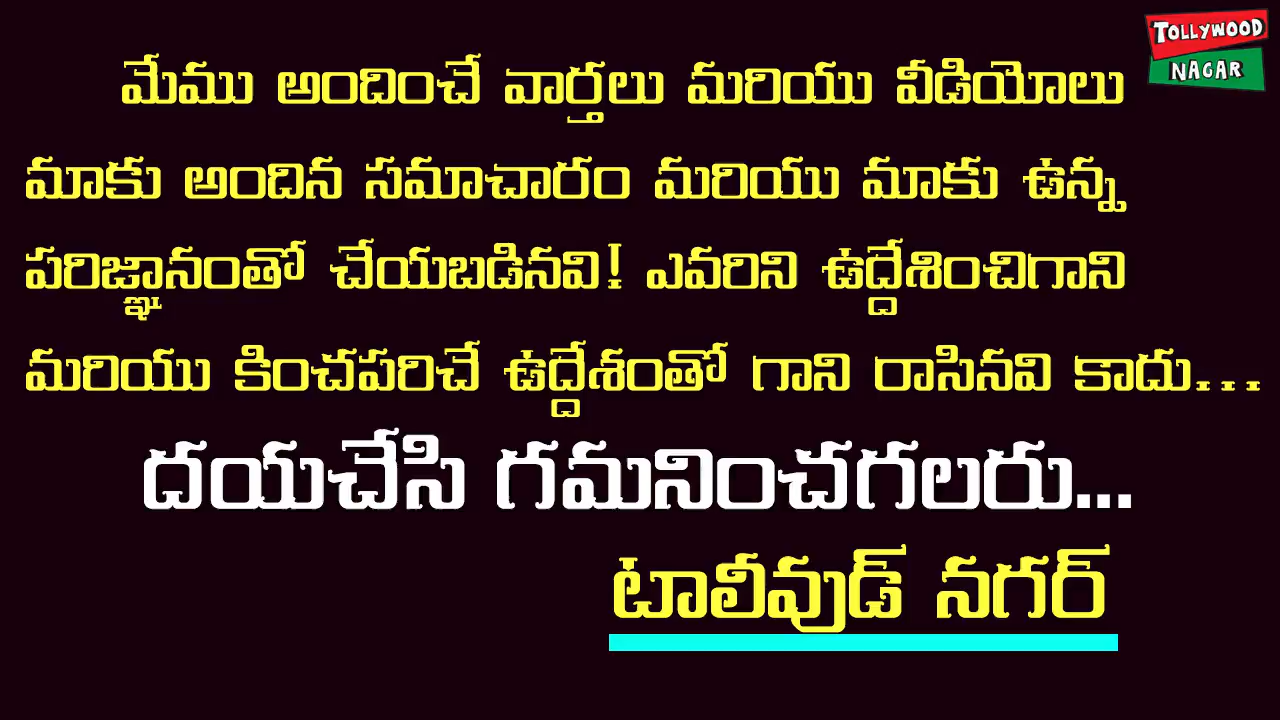 TOLLYWOOD
NAGAR
మేము అందించే వార్తలు మరియు వీడియోలు
మాకు అందిన సమాచారం మరియు మాకు ఉన్న
పరిజ్ఞానంతో చేయబడినవి! ఎవరిని ఉద్దేశించిగాని
మరియు కించపరిచే ఉద్దేశంతో గాని రాసినవి కాదు...
దయచేసి గమనించగలరు...
టాలీవుడ్ నగర్